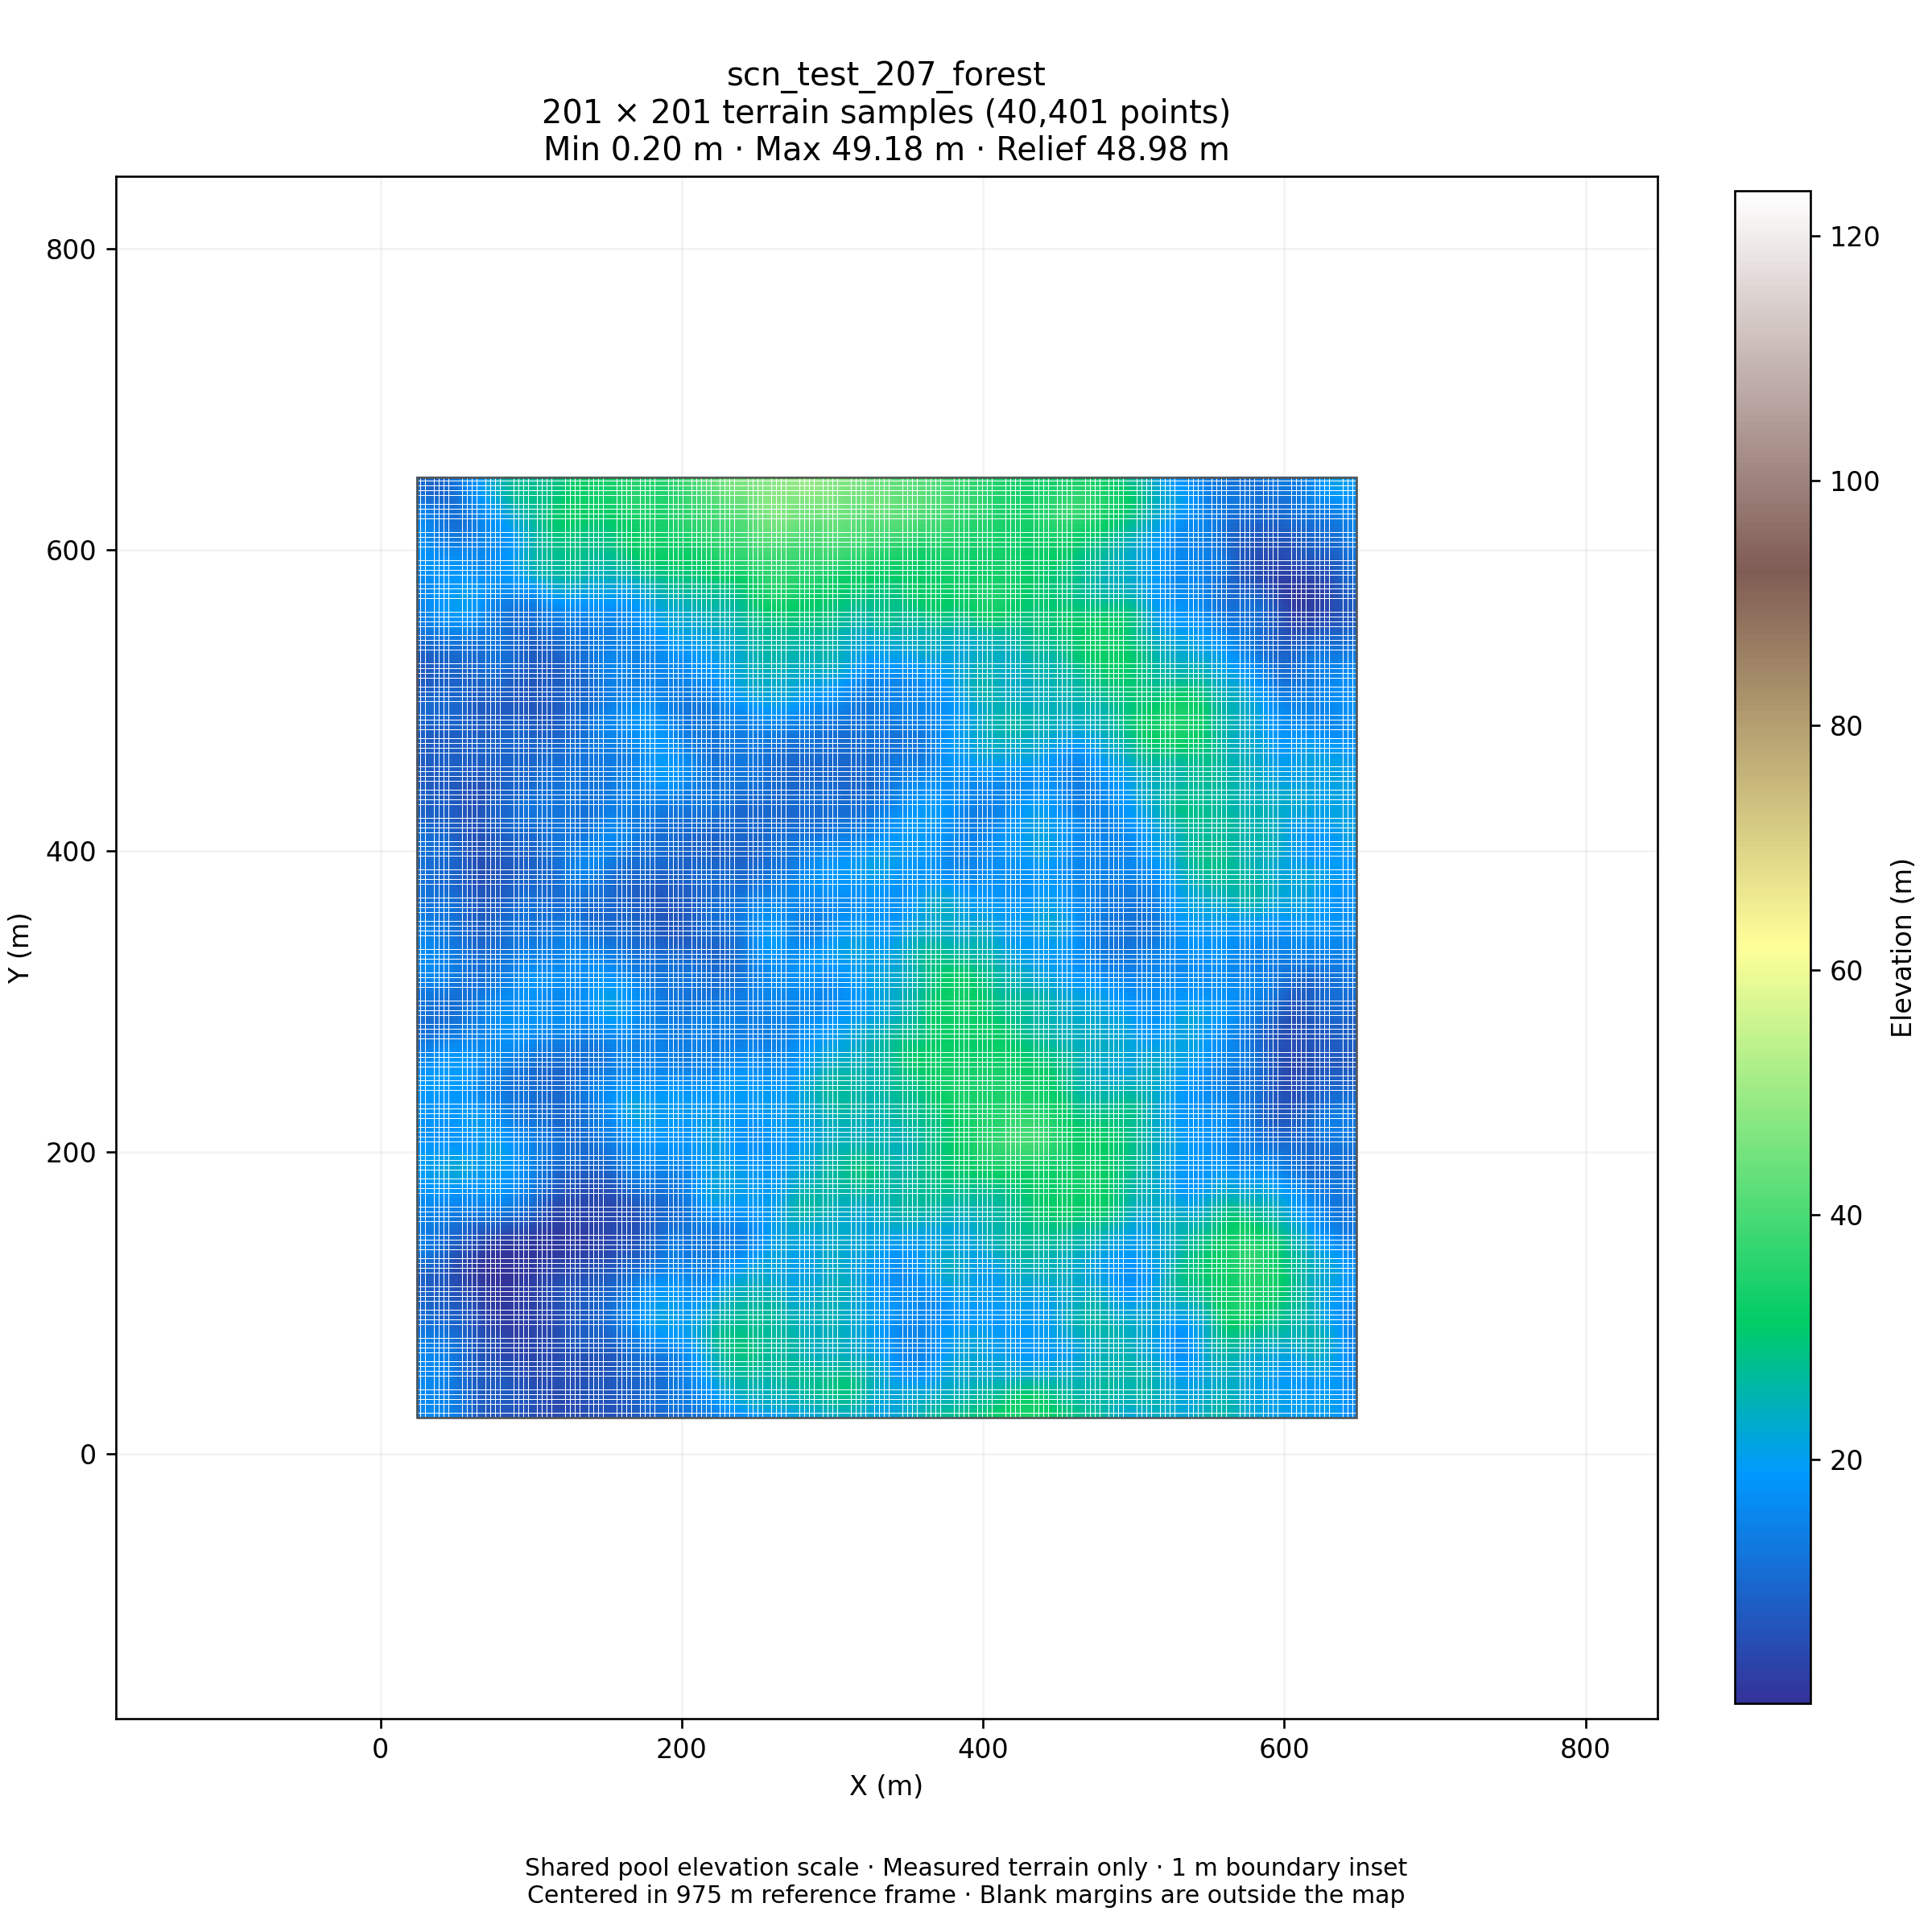 scn_test_207_forest
201 × 201 terrain samples (40,401 points)
Min 0.20 m · Max 49.18 m · Relief 48.98 m
800
600
400
200
0
Y (m)
0
200
400
600
800
X (m)
120
100
80
60
40
20
Elevation (m)
Shared pool elevation scale · Measured terrain only · 1 m boundary inset
Centered in 975 m reference frame · Blank margins are outside the map